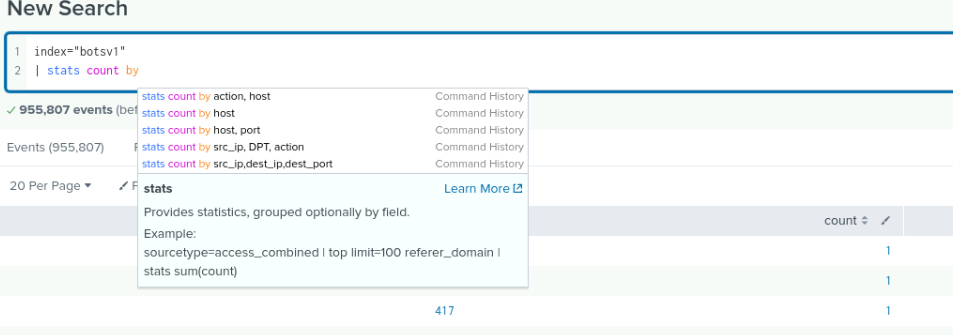 New Search
1 index="botsv1"
2 | stats count by
stats count by action, host Command History
stats count by host Command History
stats count by host, port Command History
stats count by src_ip, DPT, action Command History
stats count by src_ip,dest_ip,dest_port Command History
✓ 955,807 events (bef
Events (955,807)
20 Per Page
stats Learn More
Provides statistics, grouped optionally by field.
Example:
sourcetype=access_combined | top limit=100 referer_domain |
stats sum(count)
count
1
1
417 1